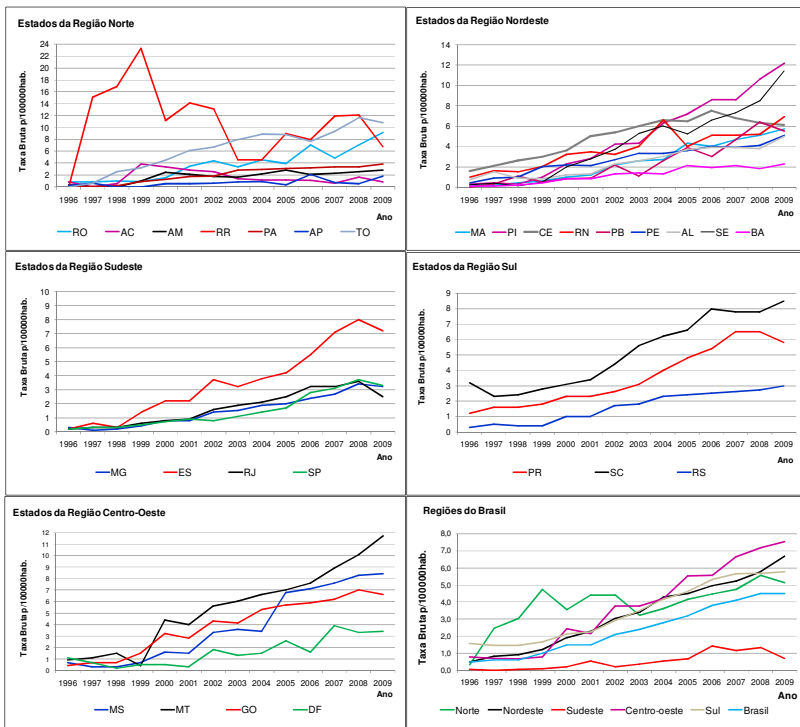 Estados da Região Norte
Taxa Bruta p/100000hab.
24
22
20
18
16
14
12
10
8
6
4
2
0
1996 1997 1998 1999 2000 2001 2002 2003 2004 2005 2006 2007 2008 2009
Ano
RO AC AM RR PA AP TO
Estados da Região Nordeste
Taxa Bruta p/100000hab.
14
12
10
8
6
4
2
0
1996 1997 1998 1999 2000 2001 2002 2003 2004 2005 2006 2007 2008 2009
Ano
MA PI CE RN PB PE AL SE BA
Estados da Região Sudeste
Taxa Bruta p/100000hab.
10
9
8
7
6
5
4
3
2
1
0
1996 1997 1998 1999 2000 2001 2002 2003 2004 2005 2006 2007 2008 2009
Ano
MG ES RJ SP
Estados da Região Sul
Taxa Bruta p/100000hab.
9
8
7
6
5
4
3
2
1
0
1996 1997 1998 1999 2000 2001 2002 2003 2004 2005 2006 2007 2008 2009
Ano
PR SC RS
Estados da Região Centro-Oeste
Taxa Bruta p/100000hab.
12
11
10
9
8
7
6
5
4
3
2
1
0
1996 1997 1998 1999 2000 2001 2002 2003 2004 2005 2006 2007 2008 2009
Ano
MS MT GO DF
Regiões do Brasil
Taxa Bruta p/100000hab.
8,0
7,0
6,0
5,0
4,0
3,0
2,0
1,0
0,0
1996 1997 1998 1999 2000 2001 2002 2003 2004 2005 2006 2007 2008 2009
Ano
Norte Nordeste Sudeste Centro-oeste Sul Brasil